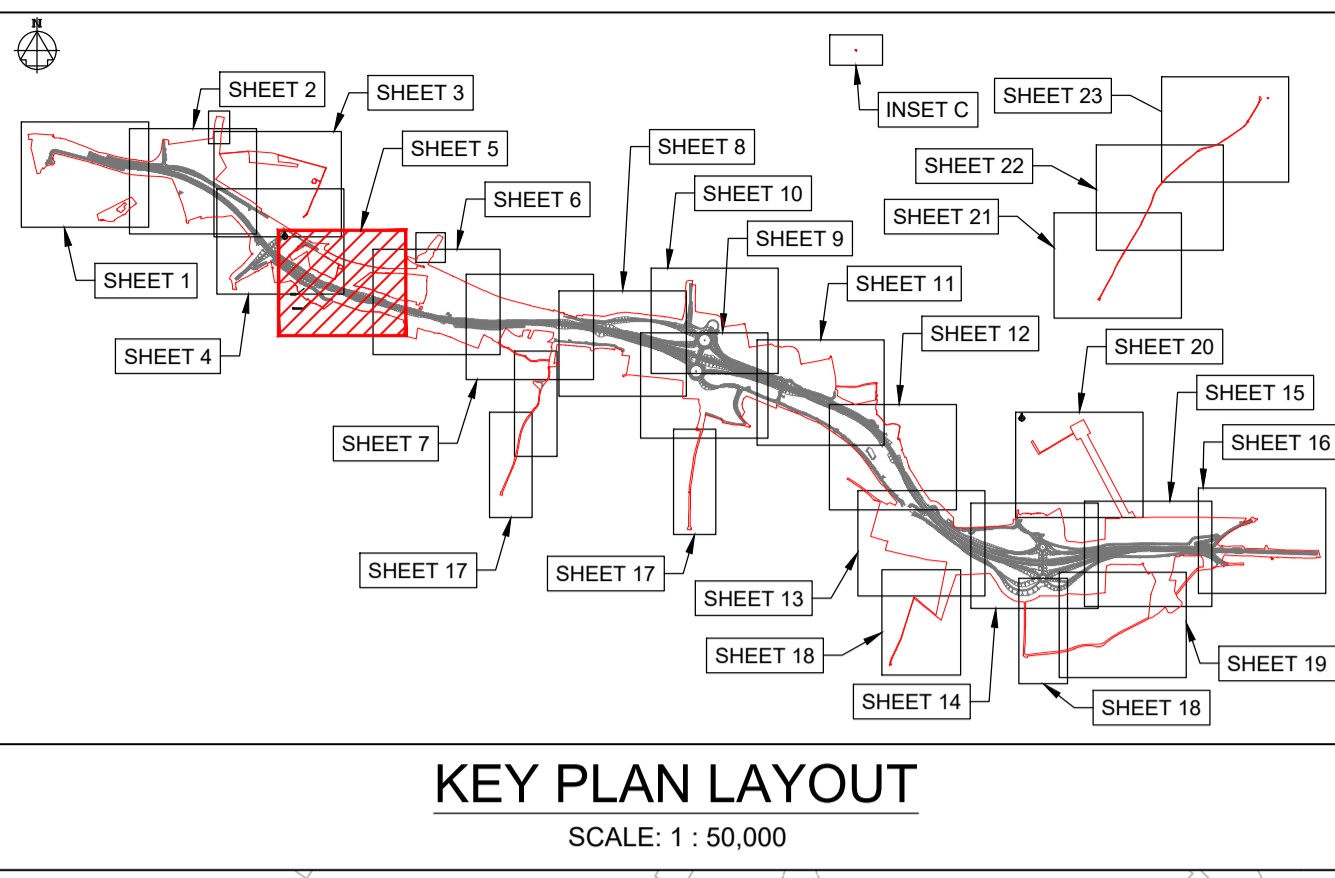 N
SHEET 2
SHEET 3
INSET C
SHEET 23
SHEET 5
SHEET 8
SHEET 22
SHEET 10
SHEET 6
SHEET 21
SHEET 9
SHEET 1
SHEET 11
SHEET 12
SHEET 4
SHEET 20
SHEET 15
SHEET 7
SHEET 16
SHEET 17
SHEET 17
SHEET 13
SHEET 18
SHEET 19
SHEET 14
SHEET 18
KEY PLAN LAYOUT
SCALE: 1 : 50,000